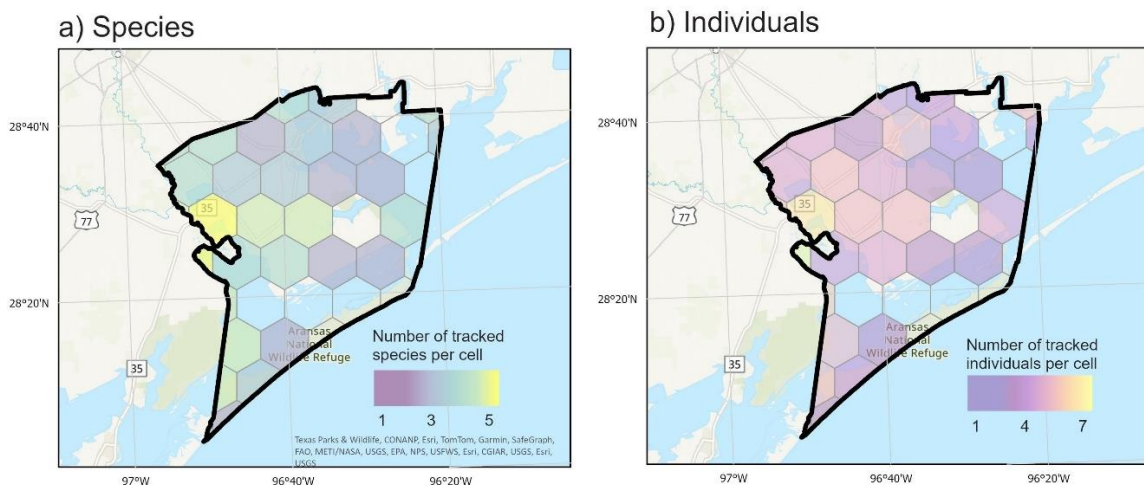 a) Species
b) Individuals
28°40'N
28°20'N
77
35
35
Aransas
National
Wildlife Refuge
Number of tracked
species per cell
1 3 5
Texas Parks & Wildlife, CONANP, Esri, TomTom, Garmin, SafeGraph,
FAO, METI/NASA, USGS, EPA, NPS, USFWS, Esri, CGIAR, USGS, Esri,
USGS
97°W 96°40'W 96°20'W
28°40'N
28°20'N
77
35
35
Aransas
National
Wildlife Refuge
Number of tracked
individuals per cell
1 4 7
97°W 96°40'W 96°20'W